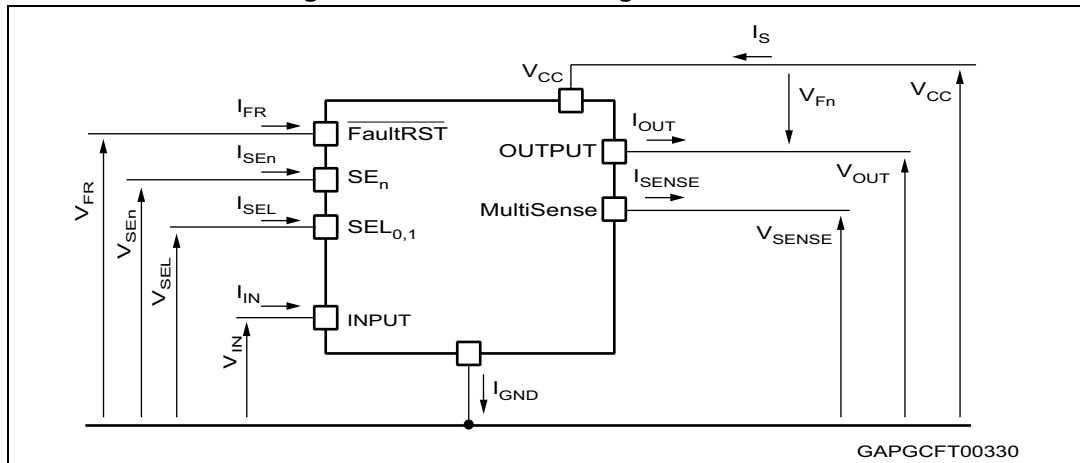 I_S
V_CC
V_Fn
V_CC
I_FR
FaultRST
I_OUT
OUTPUT
I_SEn
SE_n
V_OUT
I_SENSE
MultiSense
I_SEL
SEL_0,1
V_SENSE
V_FR
V_SEn
V_SEL
I_IN
INPUT
V_IN
I_GND
GAPGCFT00330